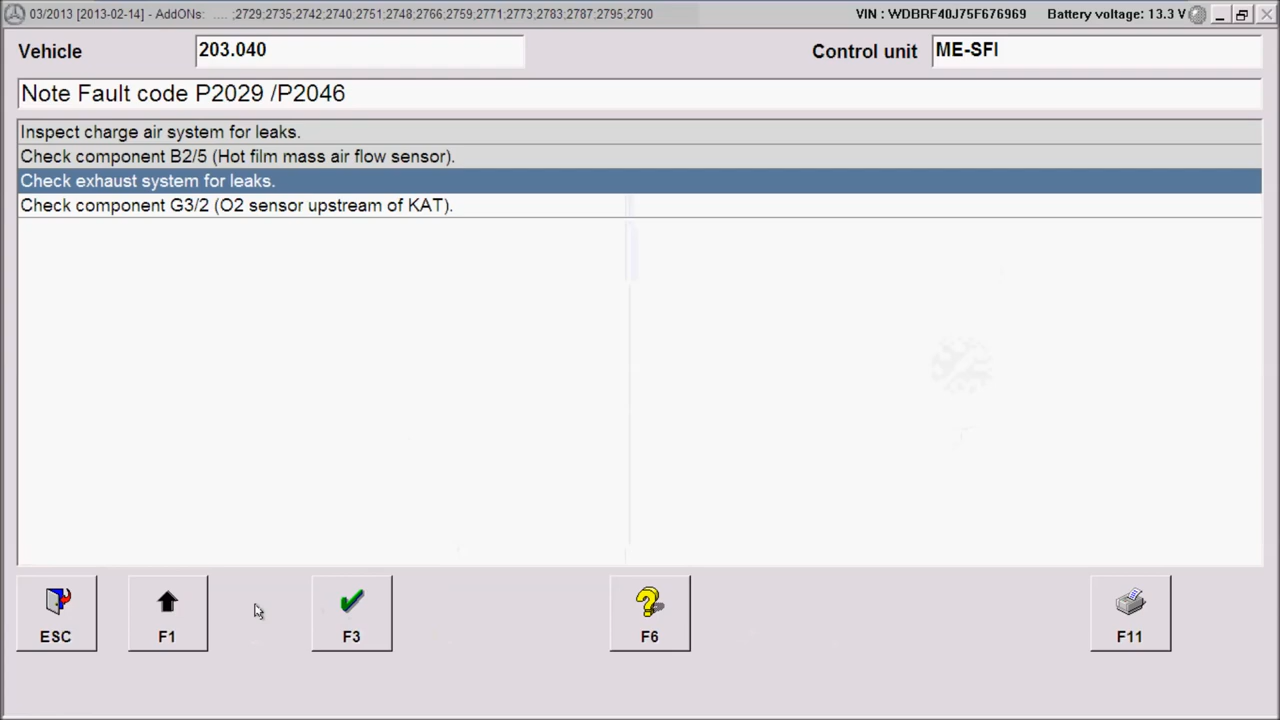 03/2013 [2013-02-14] - AddONs: ..... ;2729;2735;2742;2740;2751;2748;2766;2759;2771;2773;2783;2787;2795;2790
VIN : WDBRF40J75F676969 Battery voltage: 13.3 V
Vehicle 203.040 Control unit ME-SFI
Note Fault code P2029 /P2046
Inspect charge air system for leaks.
Check component B2/5 (Hot film mass air flow sensor).
Check exhaust system for leaks.
Check component G3/2 (O2 sensor upstream of KAT).
ESC F1 F3 F6 F11